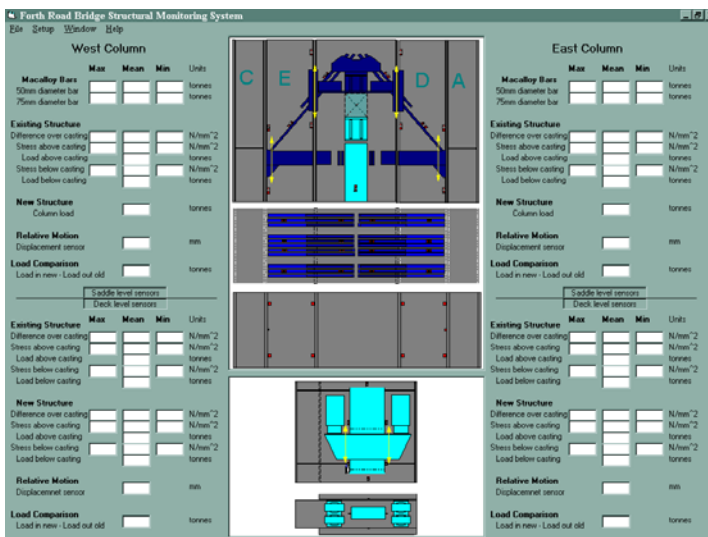 Forth Road Bridge Structural Monitoring System
File Setup Window Help
West Column
Max Mean Min Units
Macalloy Bars
50mm diameter bar tonnes
75mm diameter bar tonnes
Existing Structure
Difference over casting N/mm^2
Stress above casting N/mm^2
Load above casting tonnes
Stress below casting N/mm^2
Load below casting tonnes
New Structure
Column load tonnes
Relative Motion
Displacement sensor mm
Load Comparison
Load in new - Load out old tonnes
Saddle level sensors
Deck level sensors
Max Mean Min Units
Existing Structure
Difference over casting N/mm^2
Stress above casting N/mm^2
Load above casting tonnes
Stress below casting N/mm^2
Load below casting tonnes
New Structure
Difference over casting N/mm^2
Stress above casting N/mm^2
Load above casting tonnes
Stress below casting N/mm^2
Load below casting tonnes
Relative Motion
Displacemnet sensor mm
Load Comparison
Load in new - Load out old tonnes
C E D A
East Column
Max Mean Min Units
Macalloy Bars
50mm diameter bar tonnes
75mm diameter bar tonnes
Existing Structure
Difference over casting N/mm^2
Stress above casting N/mm^2
Load above casting tonnes
Stress below casting N/mm^2
Load below casting tonnes
New Structure
Column load tonnes
Relative Motion
Displacement sensor mm
Load Comparison
Load in new - Load out old tonnes
Saddle level sensors
Deck level sensors
Max Mean Min Units
Existing Structure
Difference over casting N/mm^2
Stress above casting N/mm^2
Load above casting tonnes
Stress below casting N/mm^2
Load below casting tonnes
New Structure
Difference over casting N/mm^2
Stress above casting N/mm^2
Load above casting tonnes
Stress below casting N/mm^2
Load below casting tonnes
Relative Motion
Displacemnet sensor mm
Load Comparison
Load in new - Load out old tonnes